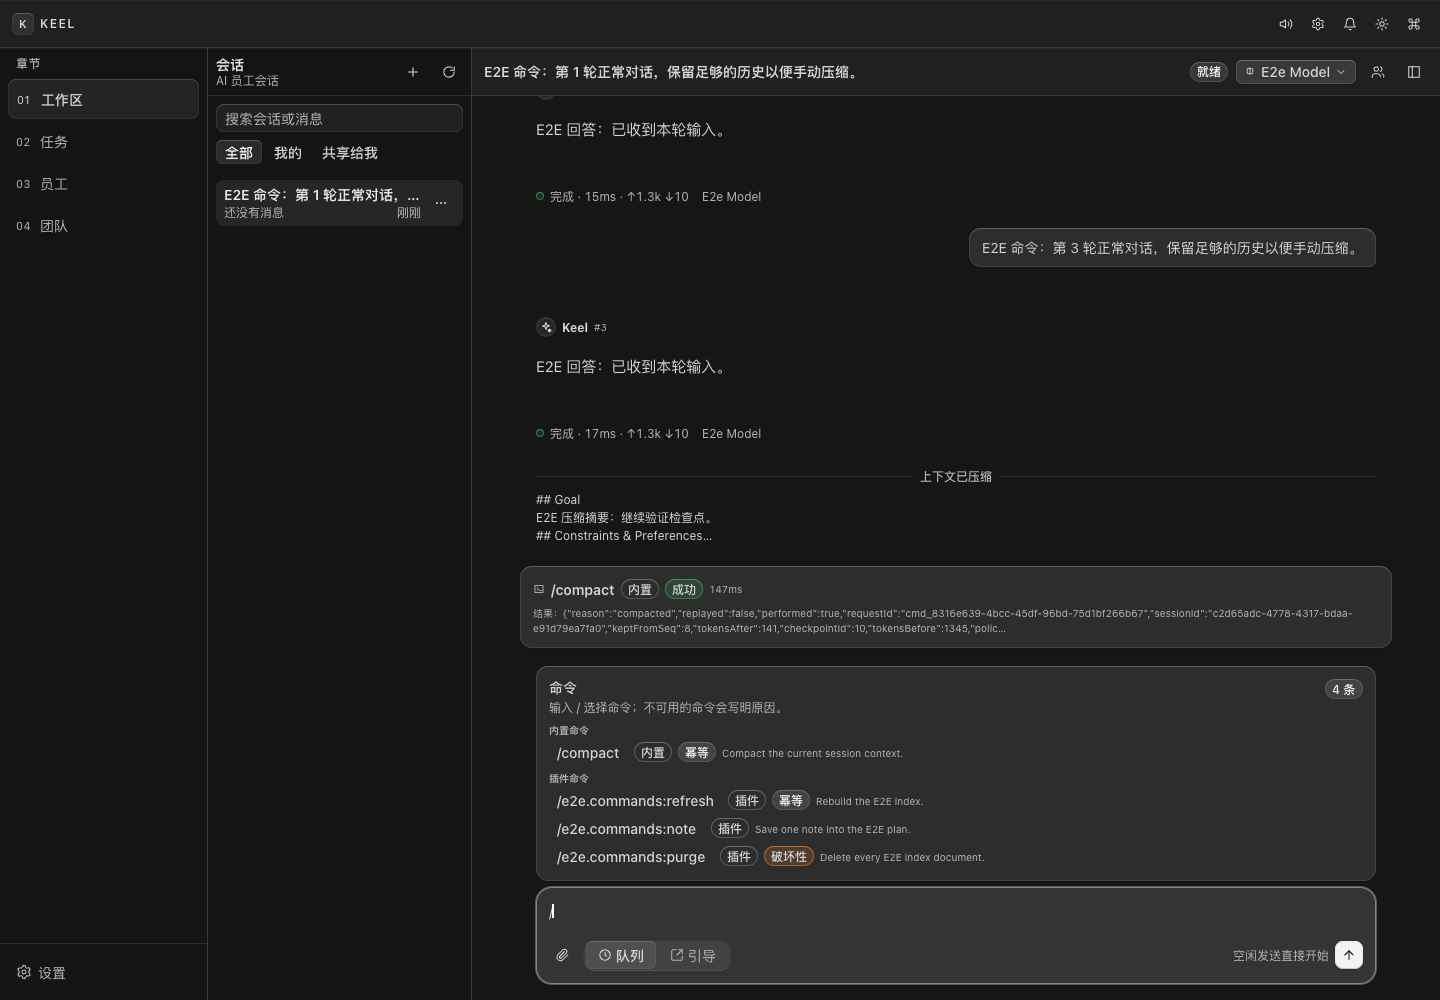 K KEEL
章节
01 工作区
02 任务
03 员工
04 团队
设置
会话
AI 员工会话
搜索会话或消息
全部 我的 共享给我
E2E 命令：第 1 轮正常对话，... ...
还没有消息 刚刚
E2E 命令：第 1 轮正常对话，保留足够的历史以便手动压缩。
就绪 E2e Model
E2E 回答：已收到本轮输入。
完成 · 15ms · ↑1.3k ↓10 E2e Model
E2E 命令：第 3 轮正常对话，保留足够的历史以便手动压缩。
Keel #3
E2E 回答：已收到本轮输入。
完成 · 17ms · ↑1.3k ↓10 E2e Model
上下文已压缩
## Goal
E2E 压缩摘要：继续验证检查点。
## Constraints & Preferences...
/compact 内置 成功 147ms
结果：{"reason":"compacted","replayed":false,"performed":true,"requestId":"cmd_8316e639-4bcc-45df-96bd-75d1bf266b67","sessionId":"c2d65adc-4778-4317-bdaa-
e91d79ea7fa0","keptFromSeq":8,"tokensAfter":141,"checkpointId":10,"tokensBefore":1345,"polic...
命令 4 条
输入 / 选择命令；不可用的命令会写明原因。
内置命令
/compact 内置 幂等 Compact the current session context.
插件命令
/e2e.commands:refresh 插件 幂等 Rebuild the E2E index.
/e2e.commands:note 插件 Save one note into the E2E plan.
/e2e.commands:purge 插件 破坏性 Delete every E2E index document.
/
队列 引导 空闲发送直接开始